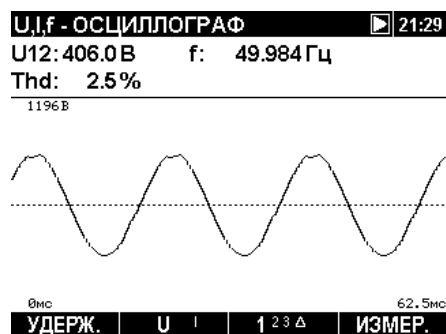 U,I,f - ОСЦИЛЛОГРАФ 21:29
U12: 406.0 В f: 49.984 Гц
Thd: 2.5%
1196В
0мс 62.5мс
УДЕРЖ. U I 1 2 3 Δ ИЗМЕР.